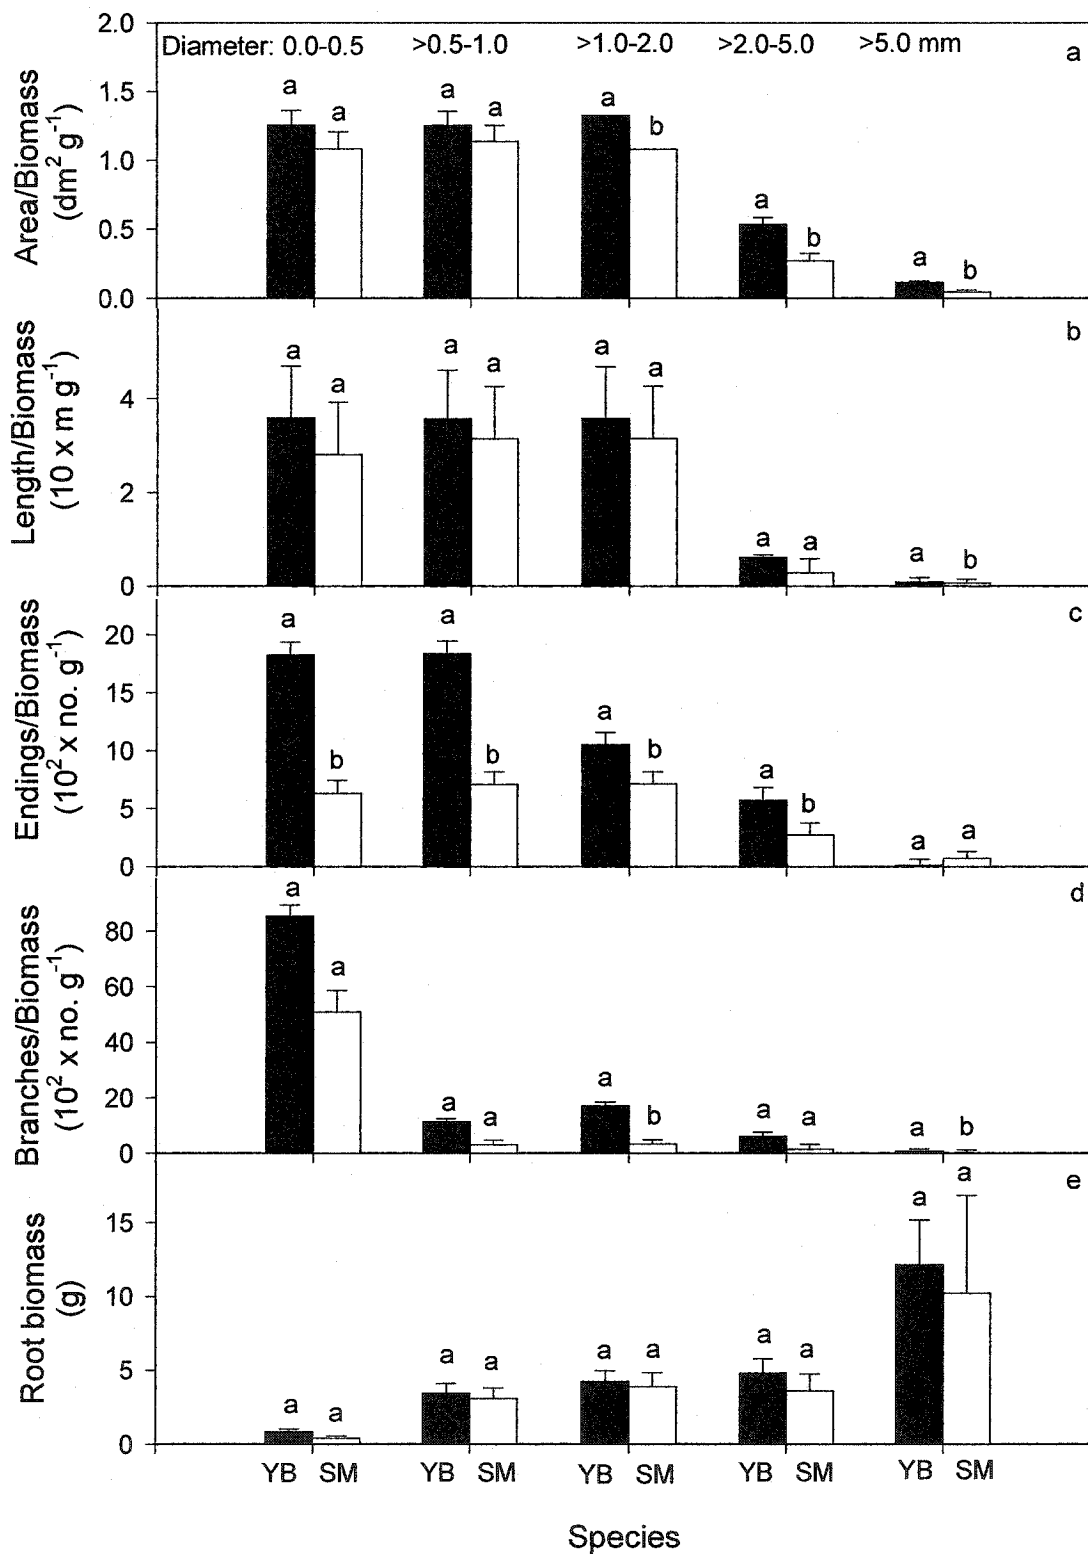 2.0
Diameter: 0.0-0.5 >0.5-1.0 >1.0-2.0 >2.0-5.0 >5.0 mm a
1.5
1.0
0.5
0.0
Area/Biomass
(dm² g⁻¹)
a a a a a b a b a b
b
4
2
0
Length/Biomass
(10 x m g⁻¹)
a a a a a a a a a b
c
20
15
10
5
0
Endings/Biomass
(10² x no. g⁻¹)
a b a b a b a b a a
d
80
60
40
20
0
Branches/Biomass
(10² x no. g⁻¹)
a a a a a b a a a b
e
15
10
5
0
Root biomass
(g)
a a a a a a a a a a
YB SM YB SM YB SM YB SM YB SM
Species